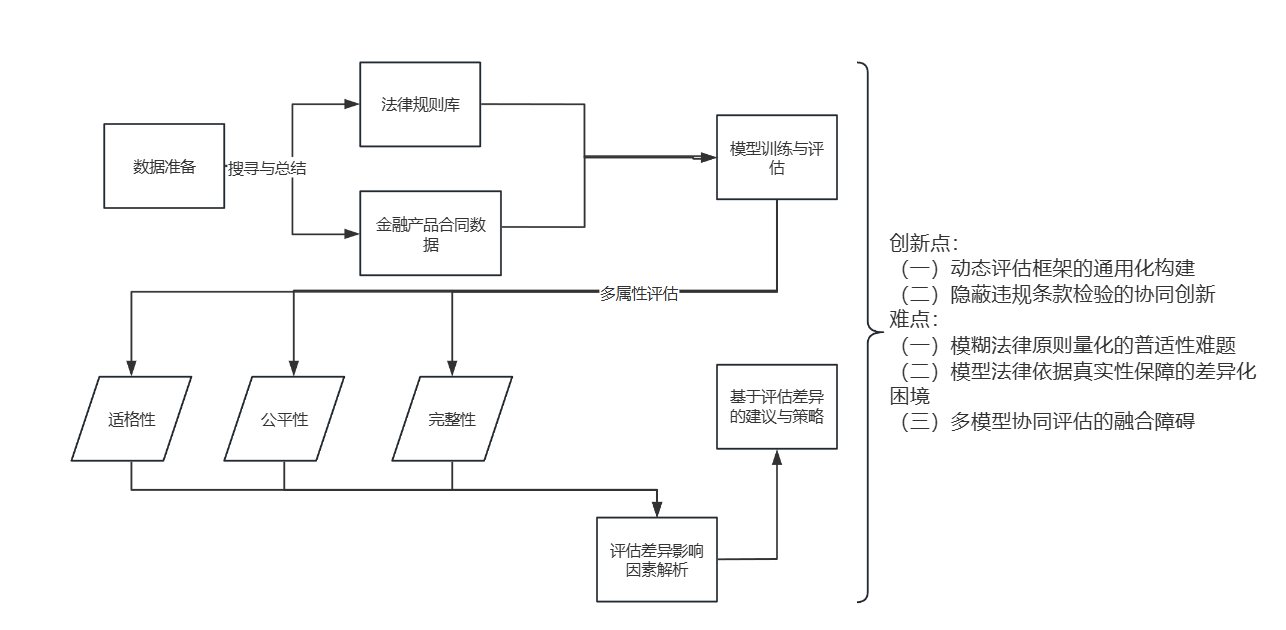 法律规则库
数据准备
搜寻与总结
模型训练与评
估
金融产品合同数
据
多属性评估
适格性
公平性
完整性
基于评估差异
的建议与策略
评估差异影响
因素解析
创新点：
（一）动态评估框架的通用化构建
（二）隐蔽违规条款检验的协同创新
难点：
（一）模糊法律原则量化的普适性难题
（二）模型法律依据真实性保障的差异化
困境
（三）多模型协同评估的融合障碍